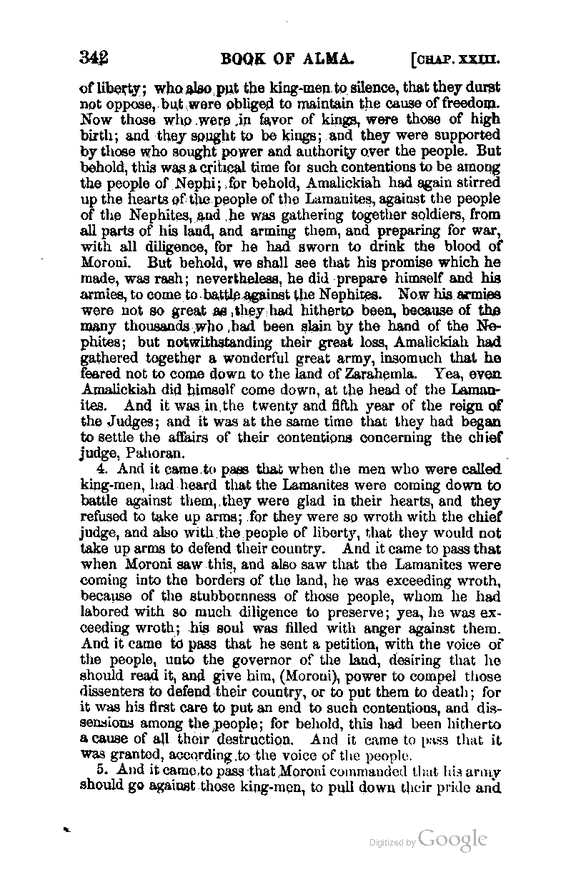 342 BOOK OF ALMA. [CHAP. XXIII.
of liberty; who also put the king-men to silence, that they durst
not oppose, but were obliged to maintain the cause of freedom.
Now those who were in favor of kings, were those of high
birth; and they sought to be kings; and they were supported
by those who sought power and authority over the people. But
behold, this was a critical time for such contentions to be among
the people of Nephi; for behold, Amalickiah had again stirred
up the hearts of the people of the Lamanites, against the people
of the Nephites, and he was gathering together soldiers, from
all parts of his land, and arming them, and preparing for war,
with all diligence, for he had sworn to drink the blood of
Moroni. But behold, we shall see that his promise which he
made, was rash; nevertheless, he did prepare himself and his
armies, to come to battle against the Nephites. Now his armies
were not so great as they had hitherto been, because of the
many thousands who had been slain by the hand of the Ne-
phites; but notwithstanding their great loss, Amalickiah had
gathered together a wonderful great army, insomuch that he
feared not to come down to the land of Zarahemla. Yea, even
Amalickiah did himself come down, at the head of the Laman-
ites. And it was in the twenty and fifth year of the reign of
the Judges; and it was at the same time that they had began
to settle the affairs of their contentions concerning the chief
judge, Pahoran.
4. And it came to pass that when the men who were called
king-men, had heard that the Lamanites were coming down to
battle against them, they were glad in their hearts, and they
refused to take up arms; for they were so wroth with the chief
judge, and also with the people of liberty, that they would not
take up arms to defend their country. And it came to pass that
when Moroni saw this, and also saw that the Lamanites were
coming into the borders of the land, he was exceeding wroth,
because of the stubbornness of those people, whom he had
labored with so much diligence to preserve; yea, he was ex-
ceeding wroth; his soul was filled with anger against them.
And it came to pass that he sent a petition, with the voice of
the people, unto the governor of the land, desiring that he
should read it, and give him, (Moroni), power to compel those
dissenters to defend their country, or to put them to death; for
it was his first care to put an end to such contentions, and dis-
sensions among the people; for behold, this had been hitherto
a cause of all their destruction. And it came to pass that it
was granted, according to the voice of the people.
5. And it came to pass that Moroni commanded that his army
should go against those king-men, to pull down their pride and
Digitized by Google